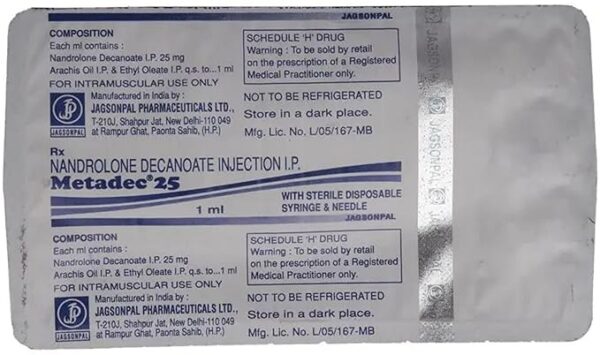 JAGSONPAL
COMPOSITION
Each ml contains :
Nandrolone Decanoate I.P. 25 mg
Arachis Oil I.P. & Ethyl Oleate I.P. q.s. to...1 ml
FOR INTRAMUSCULAR USE ONLY
Manufactured in India by :
JAGSONPAL PHARMACEUTICALS LTD.,
T-210J, Shahpur Jat, New Delhi-110 049
at Rampur Ghat, Paonta Sahib, (H.P.)
JAGSONPAL
SCHEDULE 'H' DRUG
Warning : To be sold by retail
on the prescription of a Registered
Medical Practitioner only.
NOT TO BE REFRIGERATED
Store in a dark place.
Mfg. Lic. No. L/05/167-MB
Rx
NANDROLONE DECANOATE INJECTION I.P.
Metadec®25
1 ml
WITH STERILE DISPOSABLE
SYRINGE & NEEDLE
JAGSONPAL
COMPOSITION
Each ml contains :
Nandrolone Decanoate I.P. 25 mg
Arachis Oil I.P. & Ethyl Oleate I.P. q.s. to...1 ml
FOR INTRAMUSCULAR USE ONLY
Manufactured in India by :
JAGSONPAL PHARMACEUTICALS LTD.,
T-210J, Shahpur Jat, New Delhi-110 049
at Rampur Ghat, Paonta Sahib, (H.P.)
JAGSONPAL
SCHEDULE 'H' DRUG
Warning : To be sold by retail
on the prescription of a Registered
Medical Practitioner only.
NOT TO BE REFRIGERATED
Store in a dark place.
Mfg. Lic. No. L/05/167-MB
JAGSONPAL
JAGSONPAL